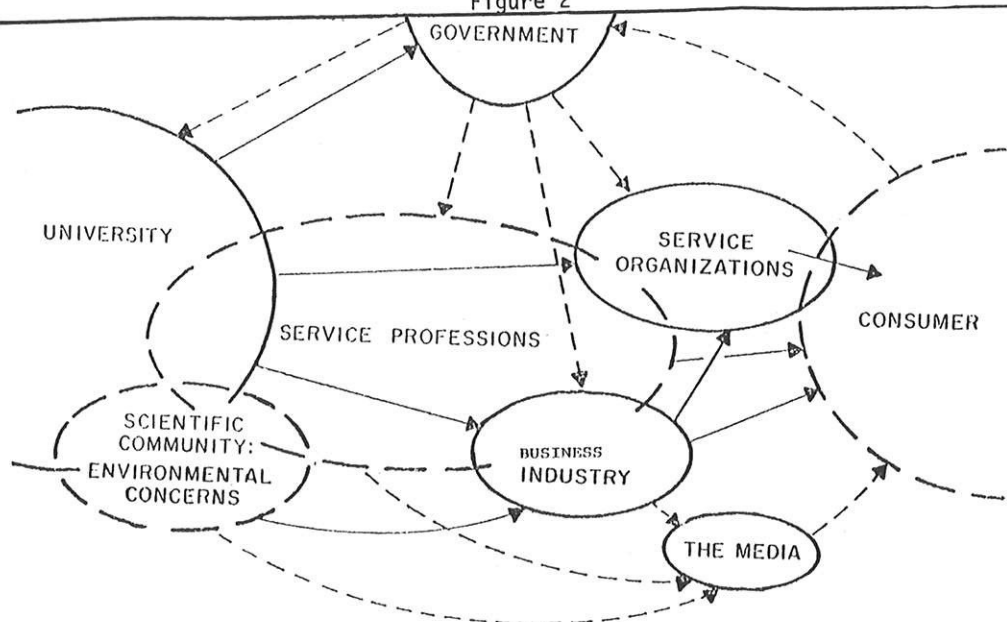 Figure 2
GOVERNMENT
UNIVERSITY
SERVICE
ORGANIZATIONS
CONSUMER
SERVICE PROFESSIONS
SCIENTIFIC
COMMUNITY:
ENVIRONMENTAL
CONCERNS
BUSINESS
INDUSTRY
THE MEDIA